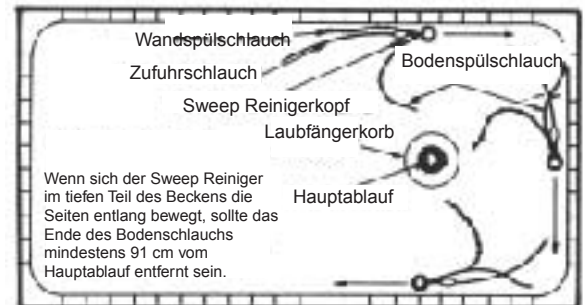 Wandspülschlauch
Bodenspülschlauch
Zufuhrschlauch
Sweep Reinigerkopf
Laubfängerkorb
Hauptablauf
Wenn sich der Sweep Reiniger
im tiefen Teil des Beckens die
Seiten entlang bewegt, sollte das
Ende des Bodenschlauchs
mindestens 91 cm vom
Hauptablauf entfernt sein.